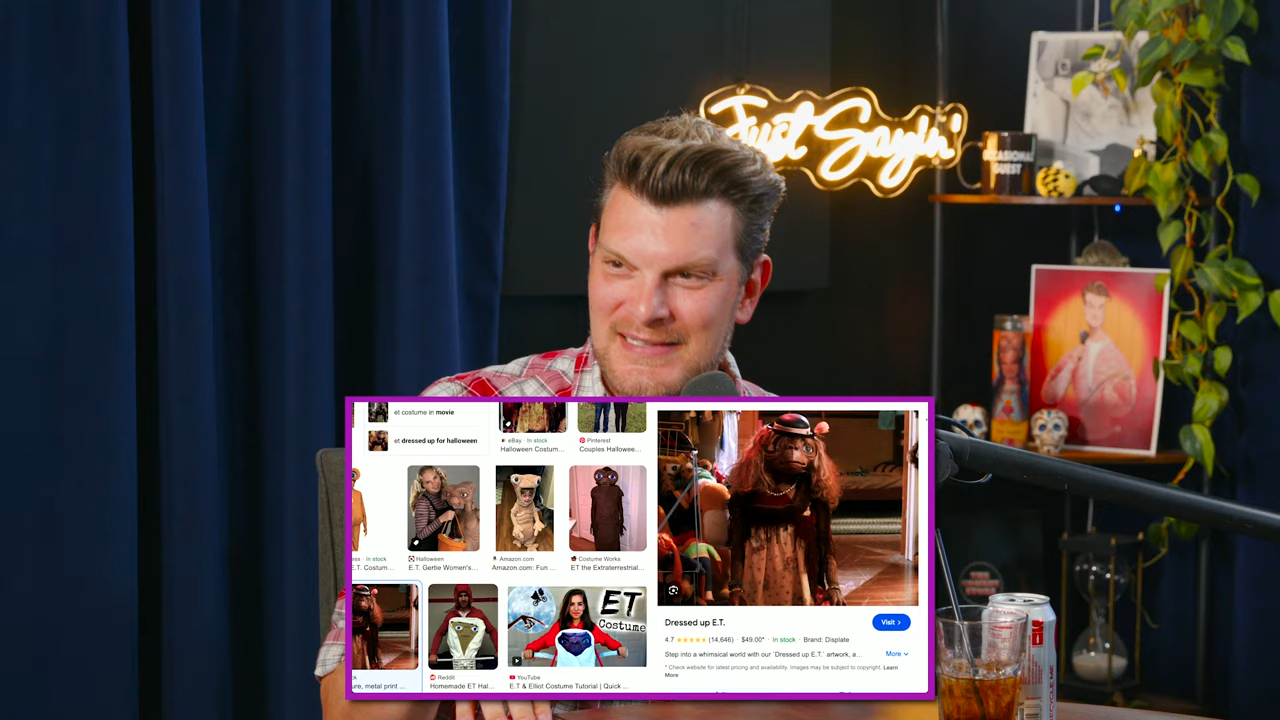 Just Sayin'
OCCASIONAL
GUEST
et costume in movie
et dressed up for halloween
eBay · In stock
Halloween Costum...
Pinterest
Couples Hallowee...
In stock
E.T. Costum...
Halloween
E.T. Gertie Women's...
Amazon.com
Amazon.com: Fun ...
Costume Works
ET the Extraterrestrial...
ure, metal print ...
Reddit
Homemade ET Hal...
ET
Costume
YouTube
E.T & Elliot Costume Tutorial | Quick ...
Dressed up E.T.
Visit >
4.7 ★★★★★ (14,646) · $49.00* · In stock · Brand: Displate
Step into a whimsical world with our `Dressed up E.T.` artwork, a...
More
* Check website for latest pricing and availability. Images may be subject to copyright. Learn
More